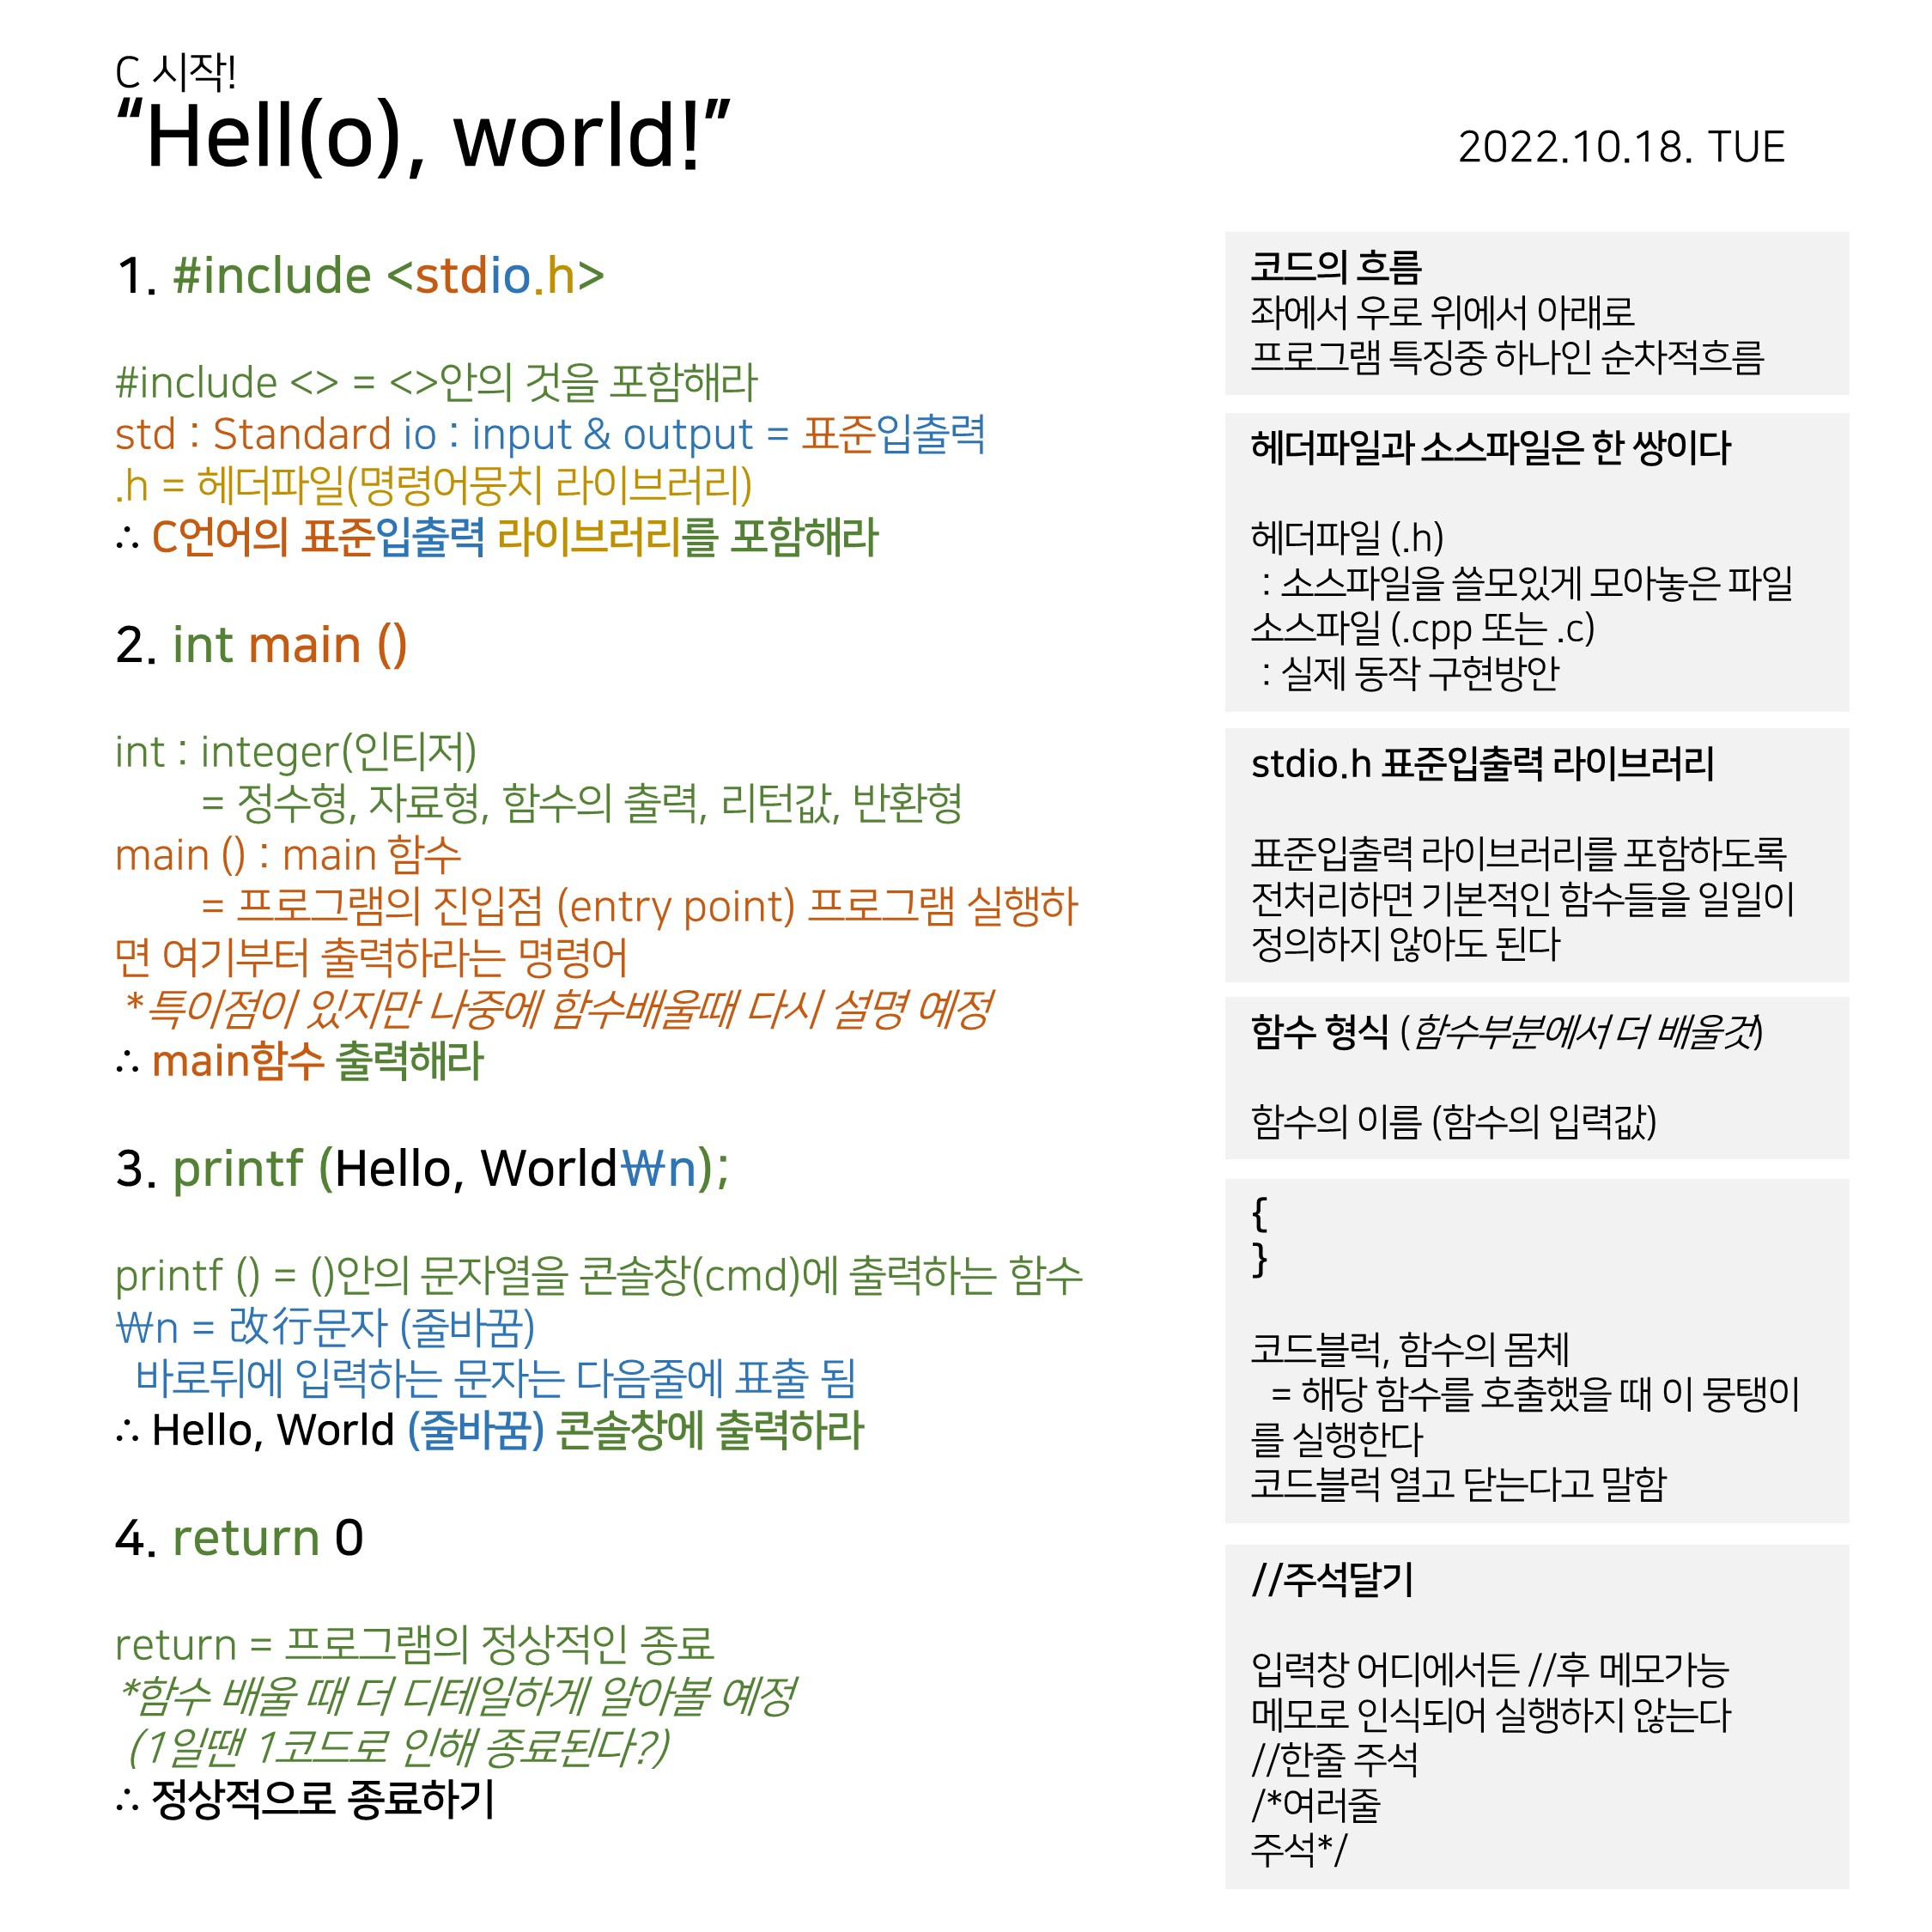 C 시작!
“Hell(o), world!”
2022.10.18. TUE
1. #include <stdio.h>
#include <> = <>안의 것을 포함해라
std : Standard io : input & output = 표준입출력
.h = 헤더파일(명령어뭉치 라이브러리)
∴ C언어의 표준입출력 라이브러리를 포함해라
2. int main ()
int : integer(인티저)
= 정수형, 자료형, 함수의 출력, 리턴값, 반환형
main () : main 함수
= 프로그램의 진입점 (entry point) 프로그램 실행하
면 여기부터 출력하라는 명령어
*특이점이 있지만 나중에 함수배울때 다시 설명 예정
∴ main함수 출력해라
3. printf (Hello, World₩n);
printf () = ()안의 문자열을 콘솔창(cmd)에 출력하는 함수
₩n = 改行문자 (줄바꿈)
바로뒤에 입력하는 문자는 다음줄에 표출 됨
∴ Hello, World (줄바꿈) 콘솔창에 출력하라
4. return 0
return = 프로그램의 정상적인 종료
*함수 배울 때 더 디테일하게 알아볼 예정
(1일땐 1코드로 인해 종료된다?)
∴ 정상적으로 종료하기
코드의 흐름
좌에서 우로 위에서 아래로
프로그램 특징중 하나인 순차적흐름
헤더파일과 소스파일은 한 쌍이다
헤더파일 (.h)
: 소스파일을 쓸모있게 모아놓은 파일
소스파일 (.cpp 또는 .c)
: 실제 동작 구현방안
stdio.h 표준입출력 라이브러리
표준입출력 라이브러리를 포함하도록
전처리하면 기본적인 함수들을 일일이
정의하지 않아도 된다
함수 형식 (함수부분에서 더 배울것)
함수의 이름 (함수의 입력값)
{
}
코드블럭, 함수의 몸체
= 해당 함수를 호출했을 때 이 뭉탱이
를 실행한다
코드블럭 열고 닫는다고 말함
//주석달기
입력창 어디에서든 //후 메모가능
메모로 인식되어 실행하지 않는다
//한줄 주석
/*여러줄
주석*/